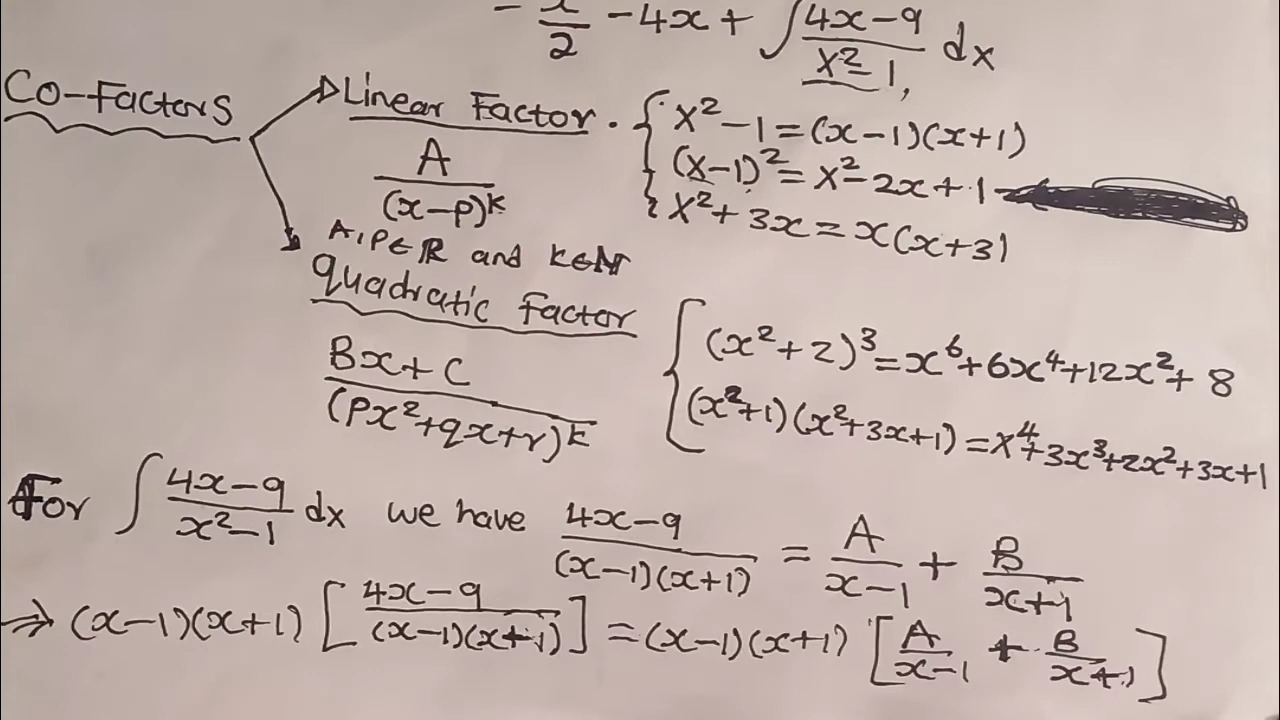 - x/2 - 4x + ∫ (4x-9)/(x²-1) dx
Co-Factors
Linear Factor.
A/(x-p)^k
A,P∈ℝ and k∈ℕ
{ x²-1=(x-1)(x+1)
(x-1)²=x²-2x+1
x²+3x=x(x+3)
quadratic Factor
(Bx+C)/(px²+qx+r)^k
{ (x²+2)³=x⁶+6x⁴+12x²+8
(x²+1)(x²+3x+1)=x⁴+3x³+2x²+3x+1
For ∫ (4x-9)/(x²-1) dx we have (4x-9)/((x-1)(x+1)) = A/(x-1) + B/(x+1)
⇒ (x-1)(x+1) [(4x-9)/((x-1)(x+1))] = (x-1)(x+1) [A/(x-1) + B/(x+1)]